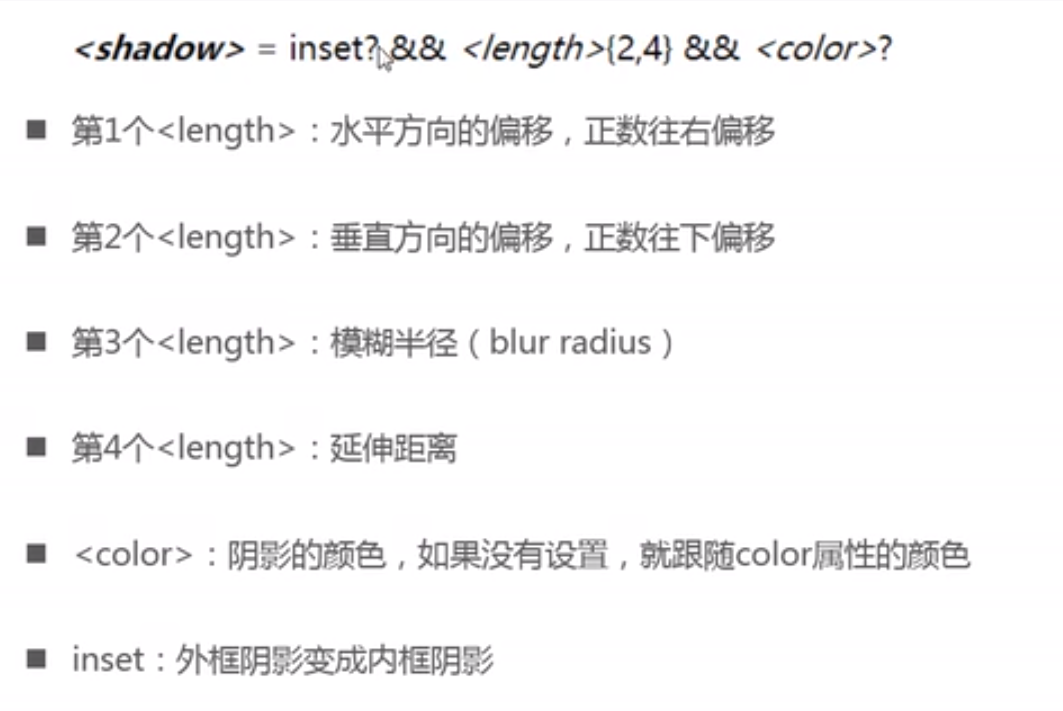 <shadow> = inset? && <length>{2,4} && <color>?
■ 第1个<length>：水平方向的偏移，正数往右偏移
■ 第2个<length>：垂直方向的偏移，正数往下偏移
■ 第3个<length>：模糊半径（blur radius）
■ 第4个<length>：延伸距离
■ <color>：阴影的颜色，如果没有设置，就跟随color属性的颜色
■ inset：外框阴影变成内框阴影